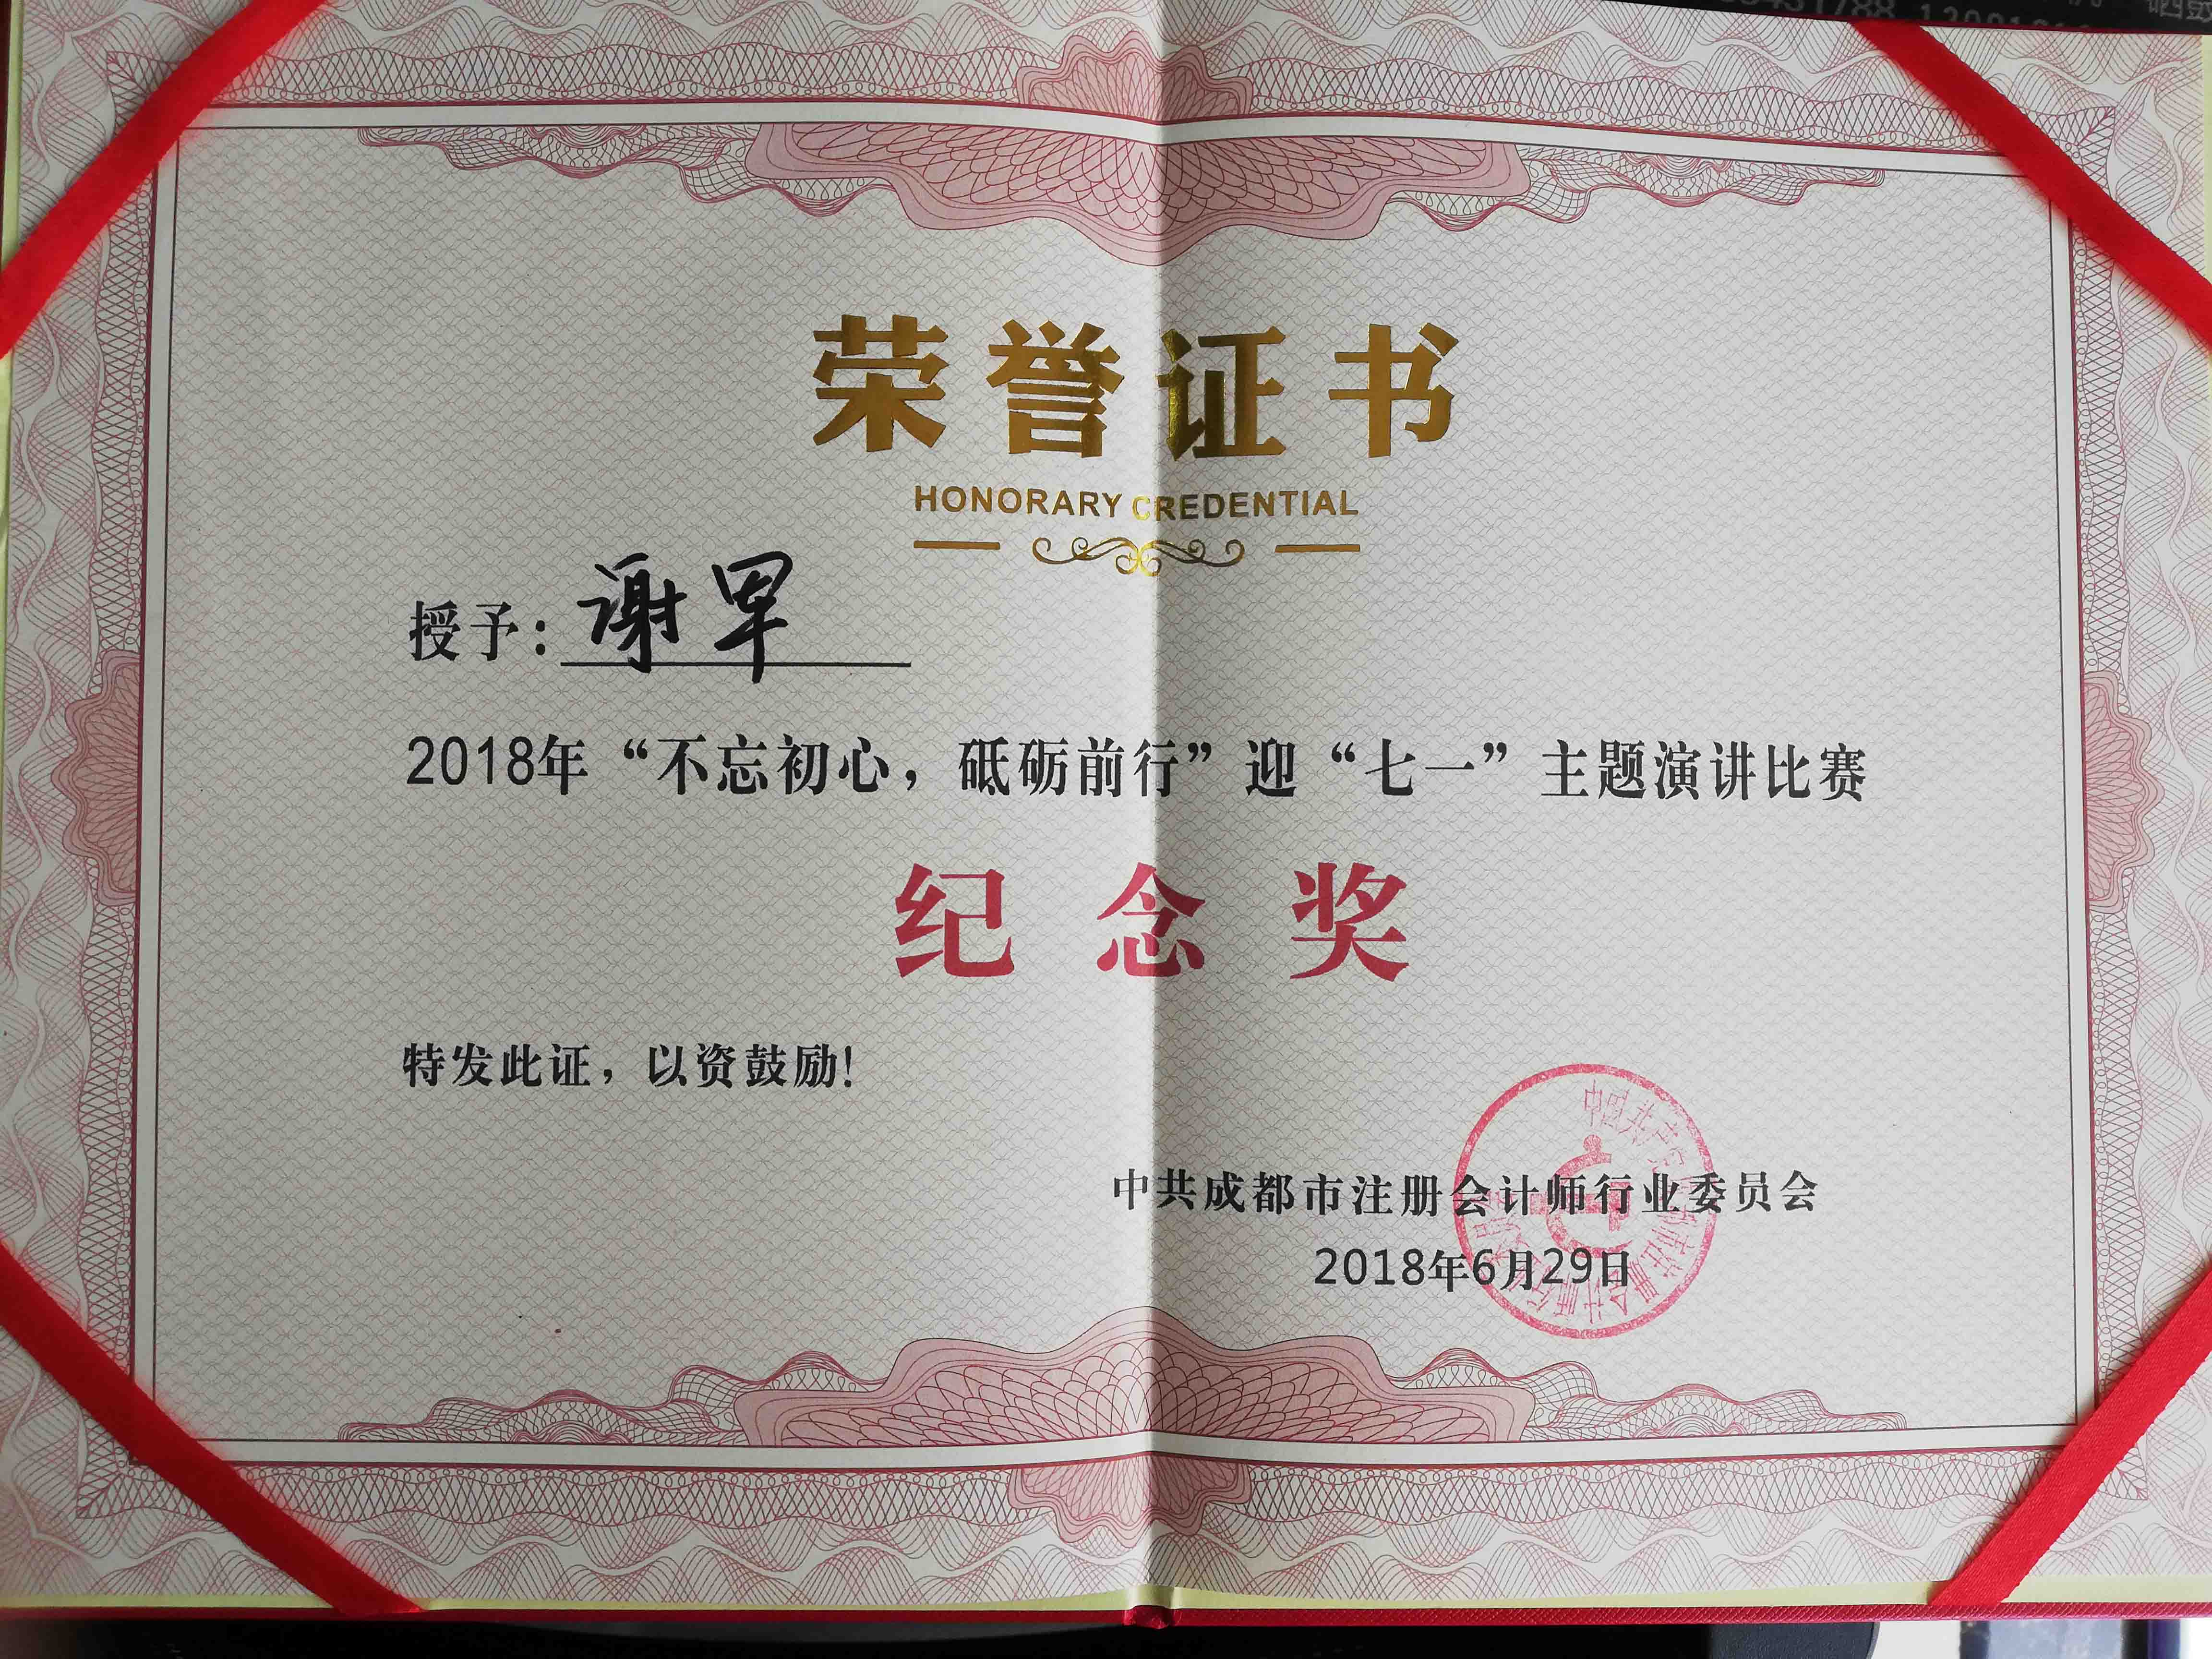 荣誉证书
HONORARY CREDENTIAL
授予：谢罕
2018年“不忘初心，砥砺前行”迎“七一”主题演讲比赛
纪念奖
特发此证，以资鼓励！
中共成都市注册会计师行业委员会
2018年6月29日